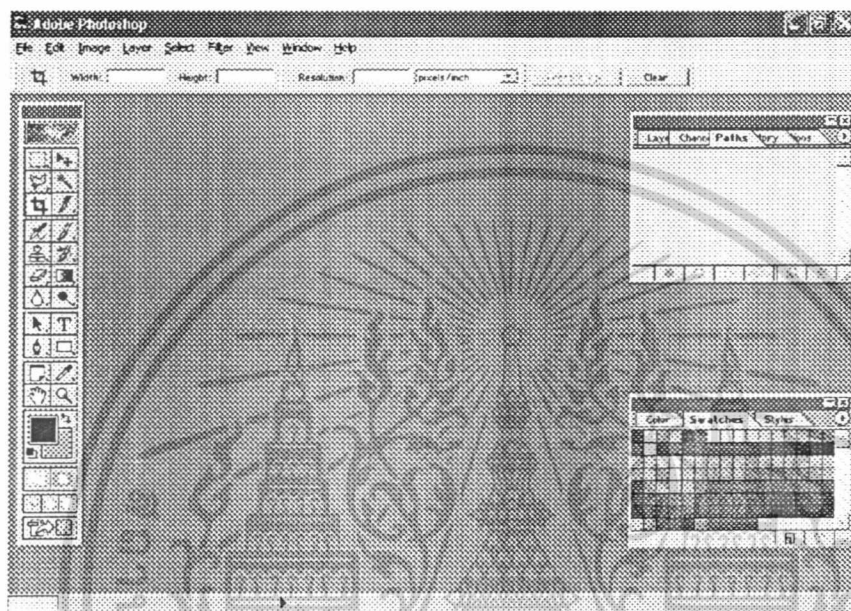 Adobe Photoshop
File Edit Image Layer Select Filter View Window Help
Width: Height: Resolution: pixels/inch Clear
Paths
Color Swatches Styles